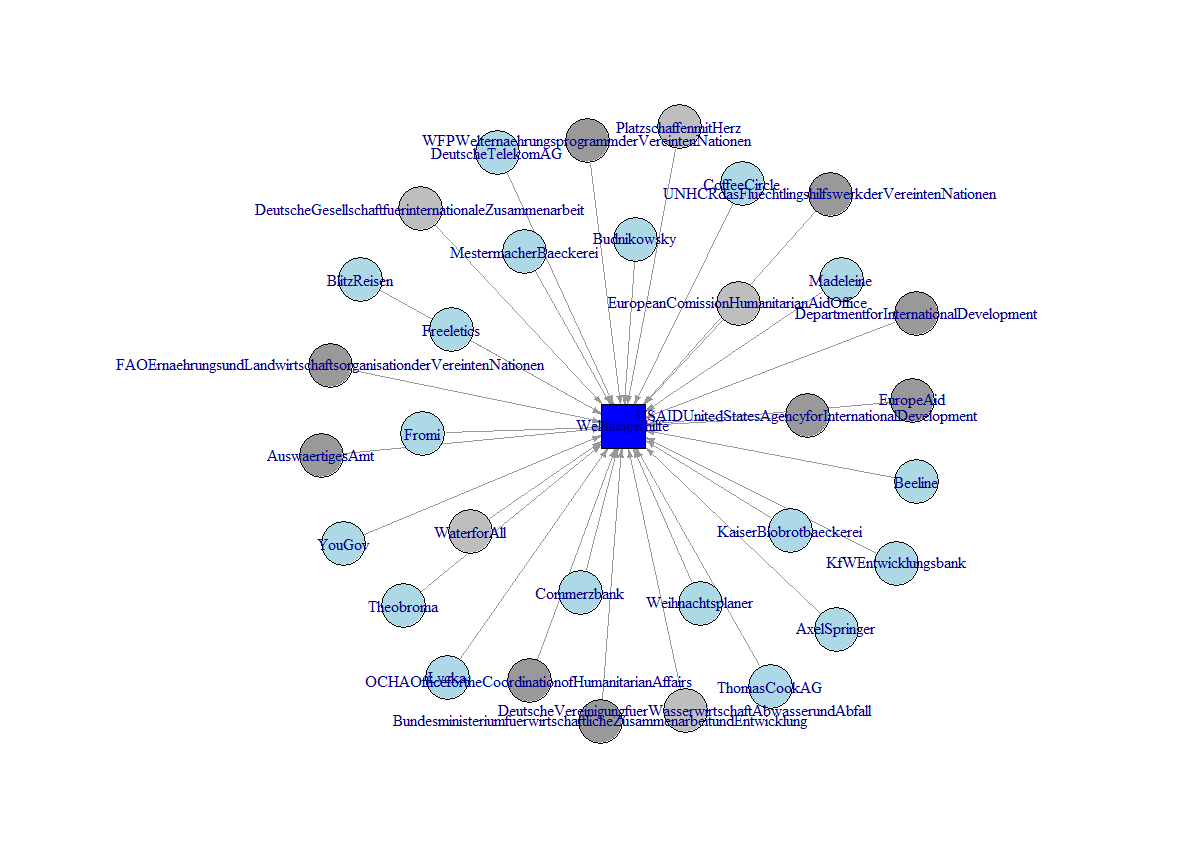 PlatzschaffenmitHerz
WFPWelternaehrungsprogrammderVereintenNationen
DeutscheTelekomAG
CoffeeCircle
UNHCRdasFluechtlingshilfswerkderVereintenNationen
DeutscheGesellschaftfuerinternationaleZusammenarbeit
Budnikowsky
MestermacherBaeckerei
BlitzReisen
Madeleine
EuropeanComissionHumanitarianAidOffice
DepartmentforInternationalDevelopment
Freeletics
FAOErnaehrungsundLandwirtschaftsorganisationderVereintenNationen
EuropeAid
USAIDUnitedStatesAgencyforInternationalDevelopment
Welthungerhilfe
Fromi
AuswaertigesAmt
Beeline
KaiserBiobrotbaeckerei
WaterforAll
YouGov
KfWEntwicklungsbank
Commerzbank
Weihnachtsplaner
Theobroma
AxelSpringer
OCHAOfficefortheCoordinationofHumanitarianAffairs
ThomasCookAG
DeutscheVereinigungfuerWasserwirtschaftAbwasserundAbfall
BundesministeriumfuerwirtschaftlicheZusammenarbeitundEntwicklung